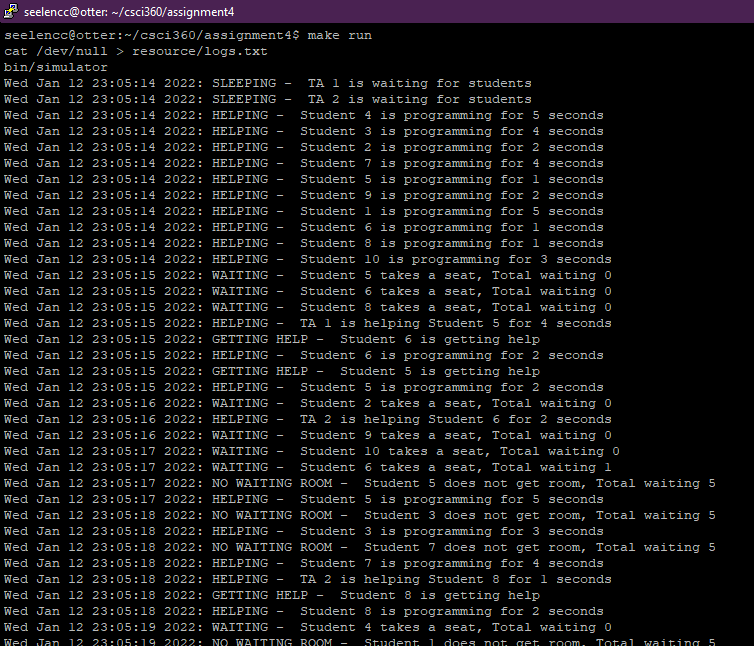 seelencc@otter: ~/csci360/assignment4
seelencc@otter:~/csci360/assignment4$ make run
cat /dev/null > resource/logs.txt
bin/simulator
Wed Jan 12 23:05:14 2022: SLEEPING -  TA 1 is waiting for students
Wed Jan 12 23:05:14 2022: SLEEPING -  TA 2 is waiting for students
Wed Jan 12 23:05:14 2022: HELPING -  Student 4 is programming for 5 seconds
Wed Jan 12 23:05:14 2022: HELPING -  Student 3 is programming for 4 seconds
Wed Jan 12 23:05:14 2022: HELPING -  Student 2 is programming for 2 seconds
Wed Jan 12 23:05:14 2022: HELPING -  Student 7 is programming for 4 seconds
Wed Jan 12 23:05:14 2022: HELPING -  Student 5 is programming for 1 seconds
Wed Jan 12 23:05:14 2022: HELPING -  Student 9 is programming for 2 seconds
Wed Jan 12 23:05:14 2022: HELPING -  Student 1 is programming for 5 seconds
Wed Jan 12 23:05:14 2022: HELPING -  Student 6 is programming for 1 seconds
Wed Jan 12 23:05:14 2022: HELPING -  Student 8 is programming for 1 seconds
Wed Jan 12 23:05:14 2022: HELPING -  Student 10 is programming for 3 seconds
Wed Jan 12 23:05:15 2022: WAITING -  Student 5 takes a seat, Total waiting 0
Wed Jan 12 23:05:15 2022: WAITING -  Student 6 takes a seat, Total waiting 0
Wed Jan 12 23:05:15 2022: WAITING -  Student 8 takes a seat, Total waiting 0
Wed Jan 12 23:05:15 2022: HELPING -  TA 1 is helping Student 5 for 4 seconds
Wed Jan 12 23:05:15 2022: GETTING HELP -  Student 6 is getting help
Wed Jan 12 23:05:15 2022: HELPING -  Student 6 is programming for 2 seconds
Wed Jan 12 23:05:15 2022: GETTING HELP -  Student 5 is getting help
Wed Jan 12 23:05:15 2022: HELPING -  Student 5 is programming for 2 seconds
Wed Jan 12 23:05:16 2022: WAITING -  Student 2 takes a seat, Total waiting 0
Wed Jan 12 23:05:16 2022: HELPING -  TA 2 is helping Student 6 for 2 seconds
Wed Jan 12 23:05:16 2022: WAITING -  Student 9 takes a seat, Total waiting 0
Wed Jan 12 23:05:17 2022: WAITING -  Student 10 takes a seat, Total waiting 0
Wed Jan 12 23:05:17 2022: WAITING -  Student 6 takes a seat, Total waiting 1
Wed Jan 12 23:05:17 2022: NO WAITING ROOM -  Student 5 does not get room, Total waiting 5
Wed Jan 12 23:05:17 2022: HELPING -  Student 5 is programming for 5 seconds
Wed Jan 12 23:05:18 2022: NO WAITING ROOM -  Student 3 does not get room, Total waiting 5
Wed Jan 12 23:05:18 2022: HELPING -  Student 3 is programming for 3 seconds
Wed Jan 12 23:05:18 2022: NO WAITING ROOM -  Student 7 does not get room, Total waiting 5
Wed Jan 12 23:05:18 2022: HELPING -  Student 7 is programming for 4 seconds
Wed Jan 12 23:05:18 2022: HELPING -  TA 2 is helping Student 8 for 1 seconds
Wed Jan 12 23:05:18 2022: GETTING HELP -  Student 8 is getting help
Wed Jan 12 23:05:18 2022: HELPING -  Student 8 is programming for 2 seconds
Wed Jan 12 23:05:19 2022: WAITING -  Student 4 takes a seat, Total waiting 0
Wed Jan 12 23:05:19 2022: NO WAITING ROOM -  Student 1 does not get room, Total waiting 5